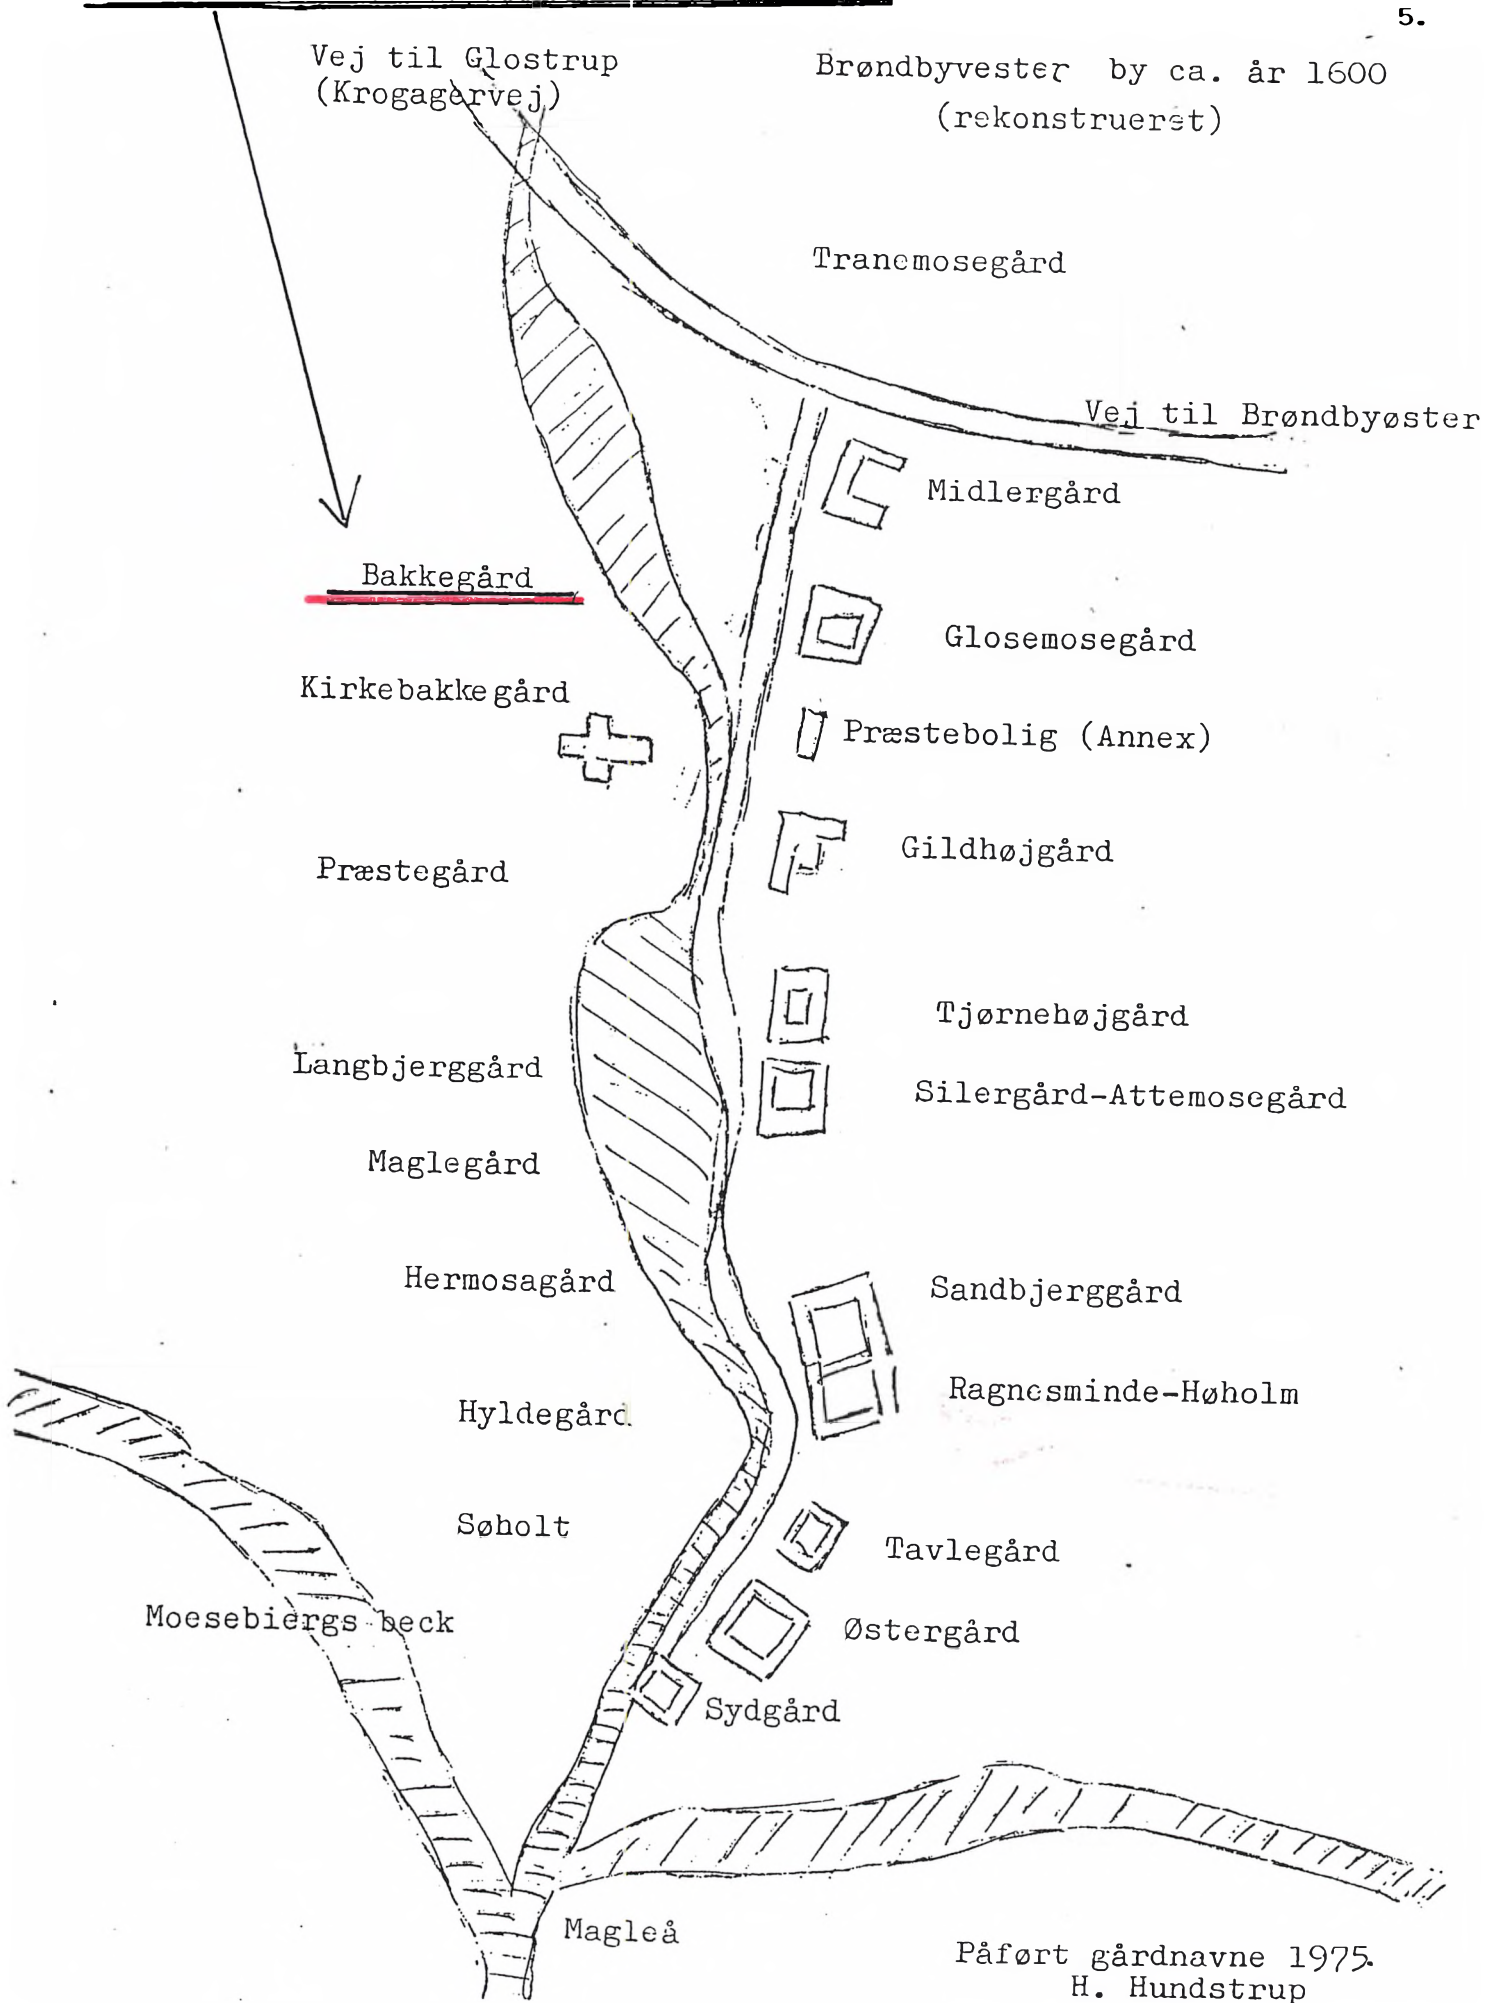 5.
Vej til Glostrup
(Krogagervej)
Brøndbyvester by ca. år 1600
(rekonstrueret)
Tranemosegård
Vej til Brøndbyøster
Midlergård
Bakkegård
Glosemosegård
Kirkebakkegård
Præstebolig (Annex)
Gildhøjgård
Præstegård
Tjørnehøjgård
Langbjerggård
Silergård-Attemosegård
Maglegård
Hermosagård
Sandbjerggård
Ragnesminde-Høholm
Hyldegård
Søholt
Tavlegård
Moesebiergs beck
Østergård
Sydgård
Magleå
Påført gårdnavne 1975.
H. Hundstrup